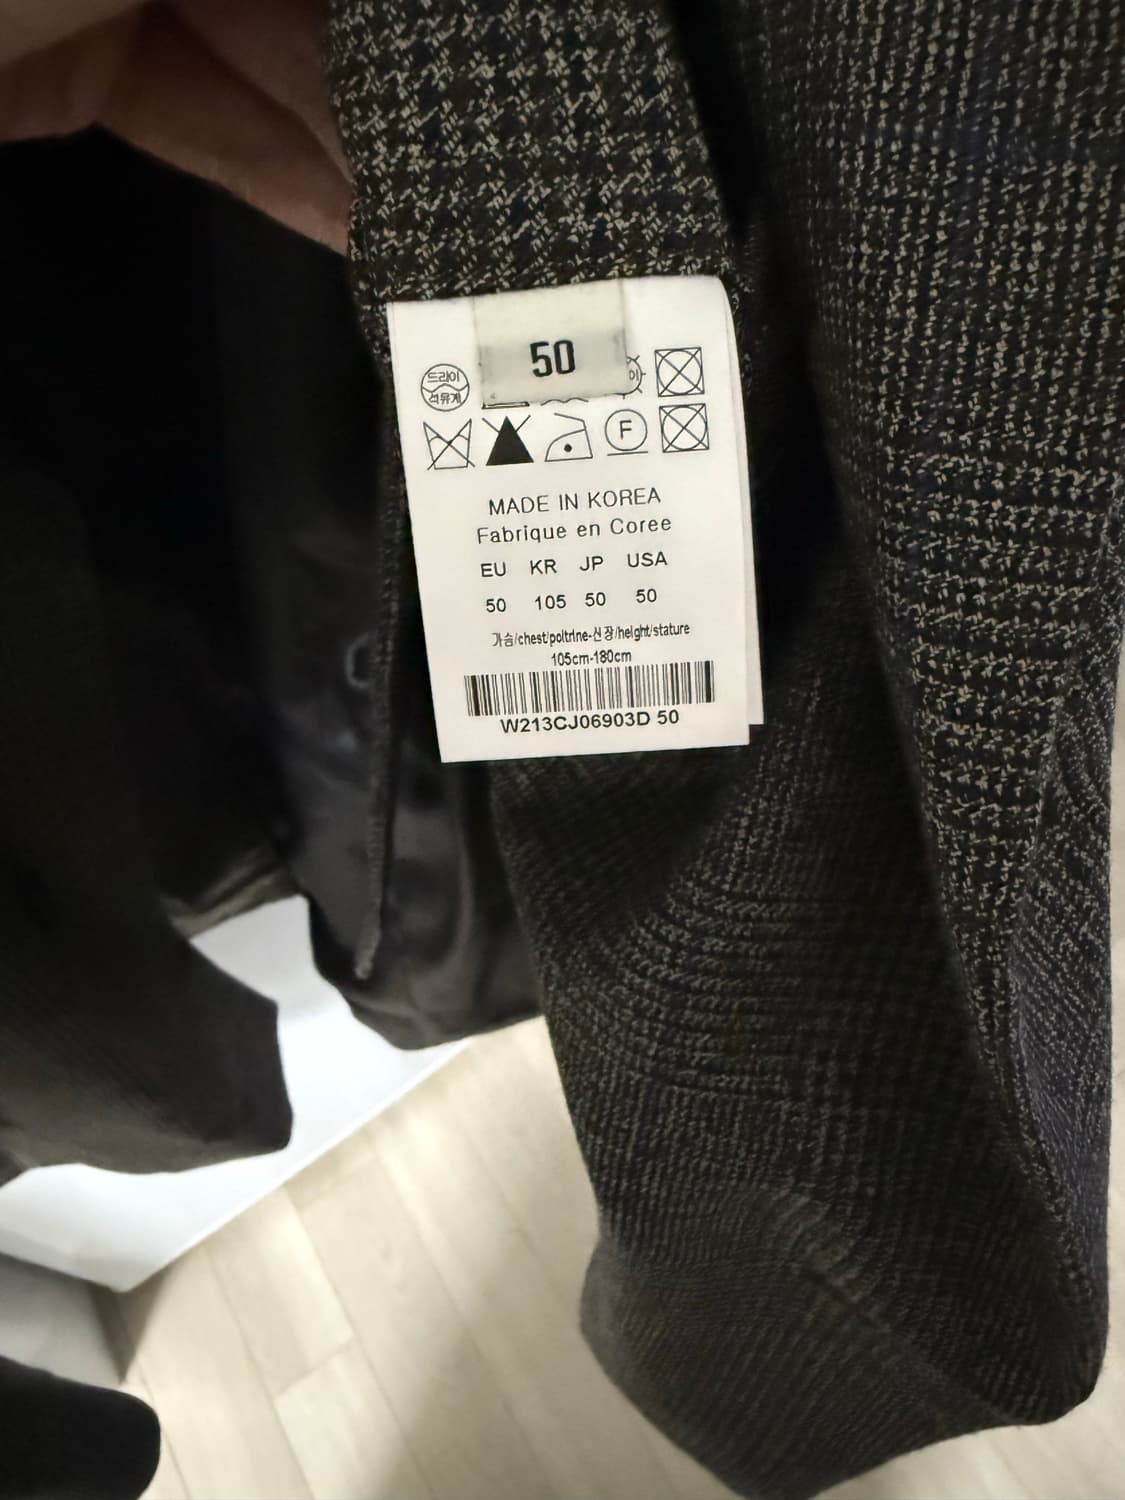 50
드라이
석유계
F
MADE IN KOREA
Fabrique en Coree
EU KR JP USA
50 105 50 50
가슴/chest/poltrine-신장/height/stature
105cm-180cm
W213CJ06903D 50